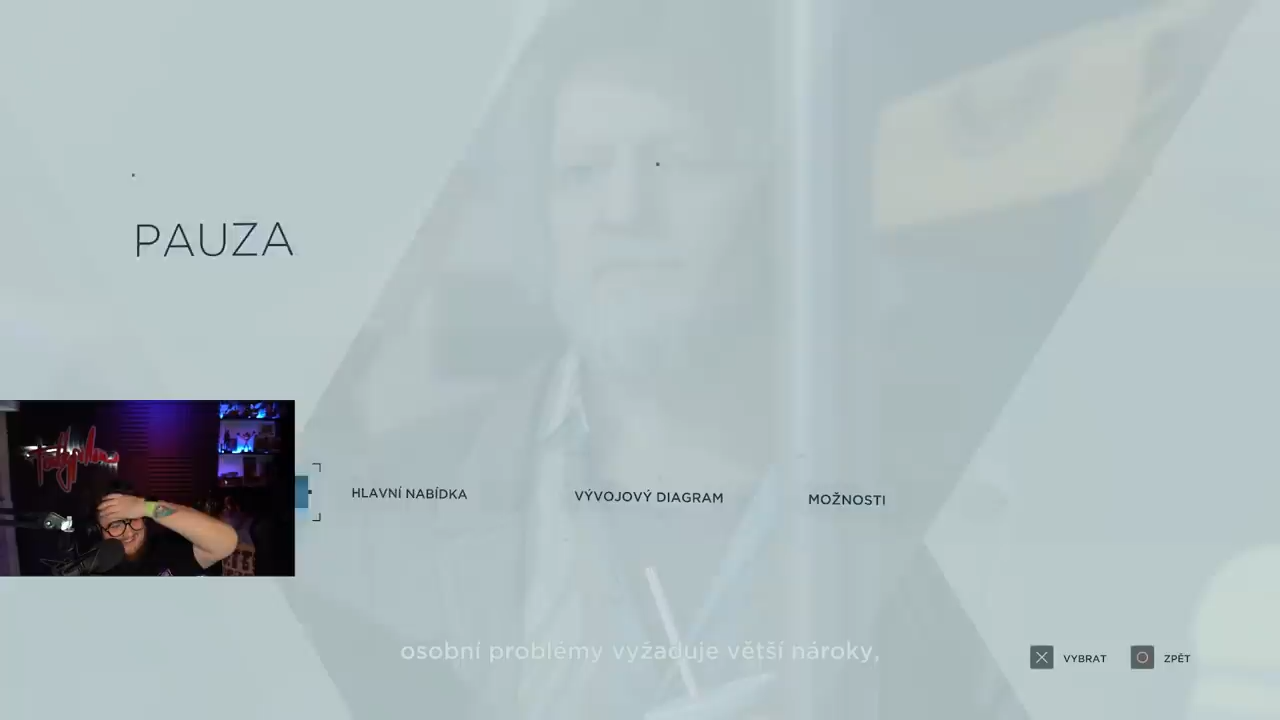 PAUZA
HLAVNÍ NABÍDKA
VÝVOJOVÝ DIAGRAM
MOŽNOSTI
osobní problémy vyžaduje větší nároky,
VYBRAT
ZPĚT